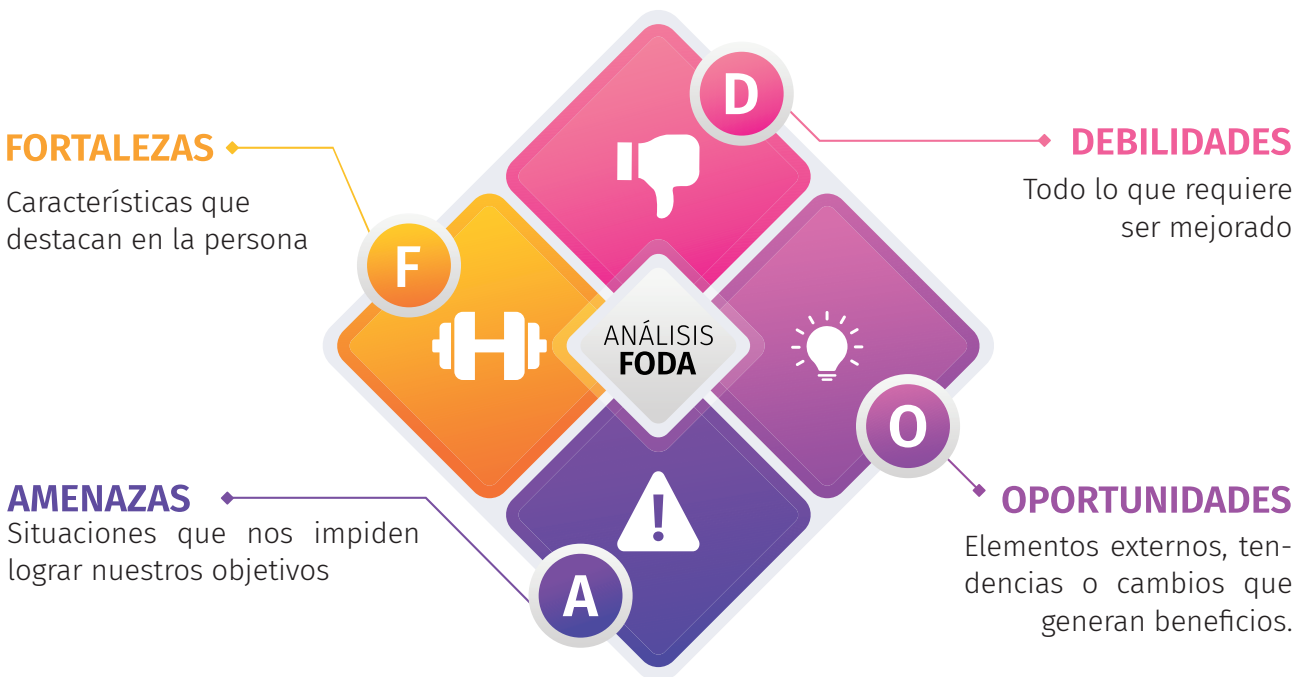 FORTALEZAS
Características que
destacan en la persona
F
D
DEBILIDADES
Todo lo que requiere
ser mejorado
ANÁLISIS
FODA
AMENAZAS
Situaciones que nos impiden
lograr nuestros objetivos
A
O
OPORTUNIDADES
Elementos externos, ten-
dencias o cambios que
generan beneficios.